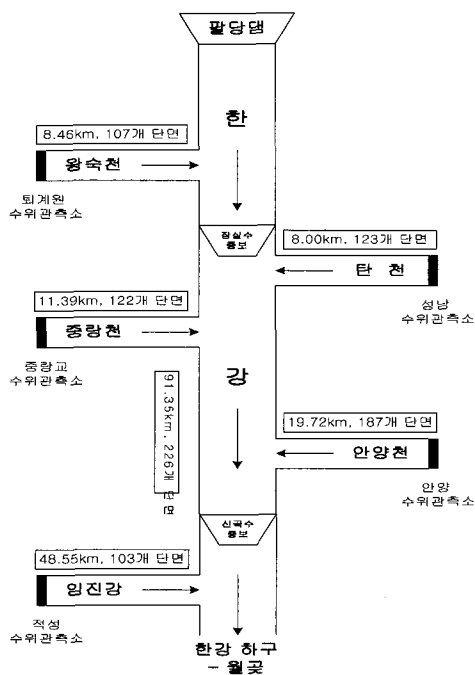 팔당댐
한
8.46km, 107개 단면
왕숙천
퇴계원
수위관측소
잠실수
중보
8.00km, 123개 단면
탄 천
성남
수위관측소
11.39km, 122개 단면
중랑천
중랑교
수위관측소
강
91.35km, 226개 단면
19.72km, 187개 단면
안양천
안양
수위관측소
신곡수
중보
48.55km, 103개 단면
임진강
적성
수위관측소
한강 하구
- 월곶